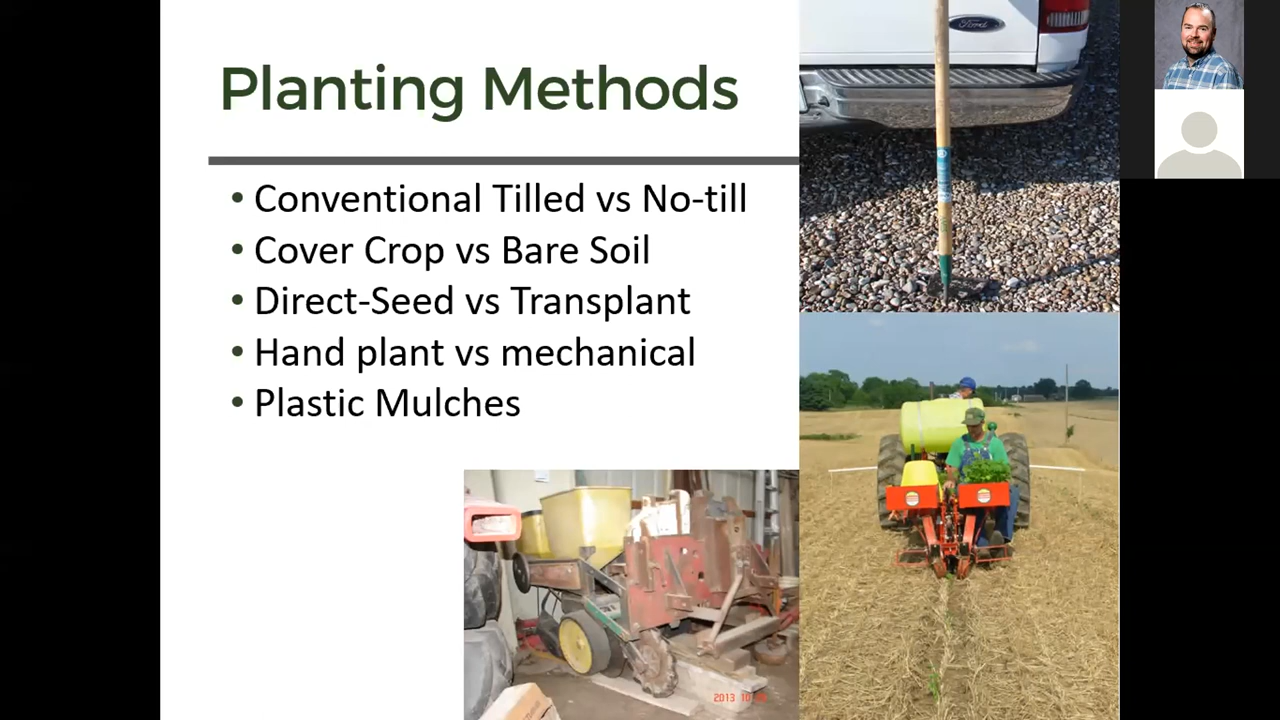 Planting Methods
• Conventional Tilled vs No-till
• Cover Crop vs Bare Soil
• Direct-Seed vs Transplant
• Hand plant vs mechanical
• Plastic Mulches
Ford
2013 10